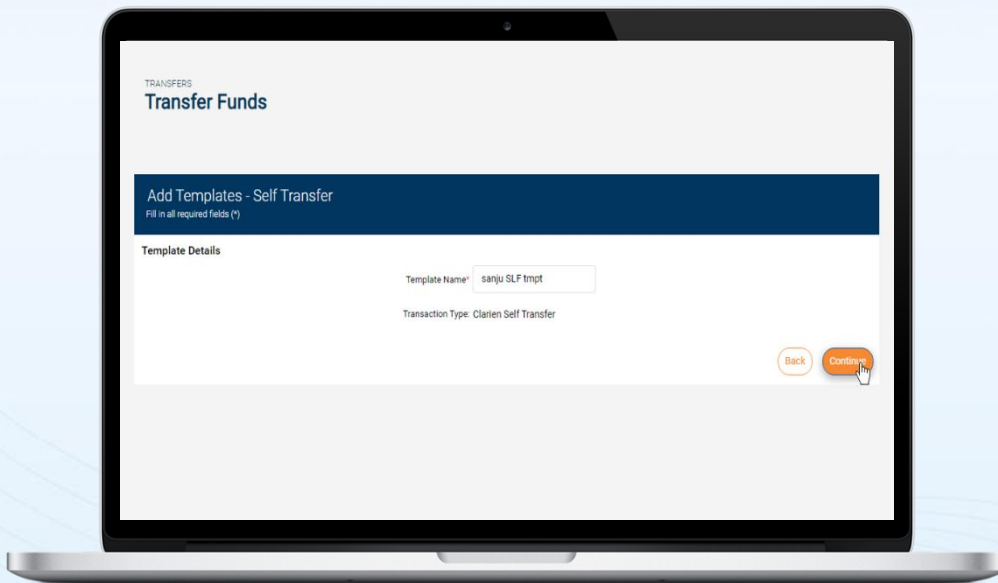 TRANSFERS
Transfer Funds
Add Templates - Self Transfer
Fill in all required fields (*)
Template Details
Template Name* sanju SLF tmpt
Transaction Type: Clarien Self Transfer
Back Continue